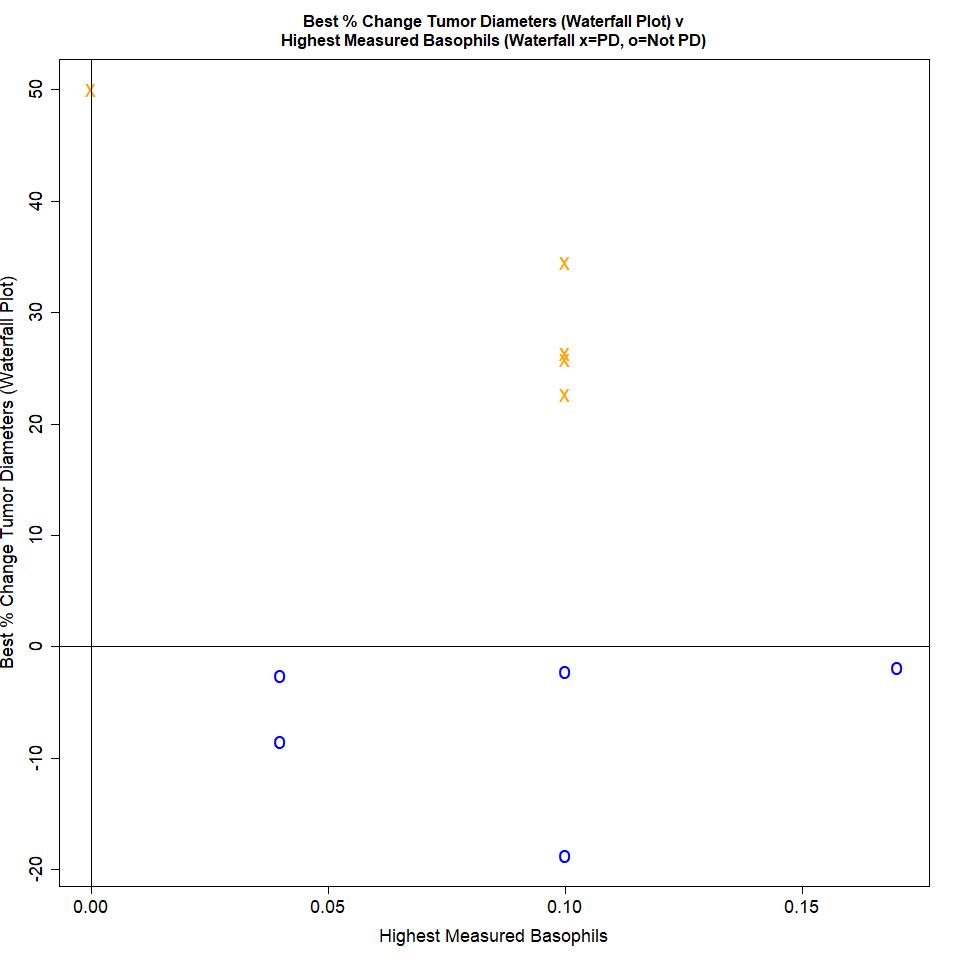 Best % Change Tumor Diameters (Waterfall Plot) v
Highest Measured Basophils (Waterfall x=PD, o=Not PD)
Best % Change Tumor Diameters (Waterfall Plot)
50
40
30
20
10
0
-10
-20
X
X
X
X
X
O
O
O
O
O
0.00
0.05
0.10
0.15
Highest Measured Basophils